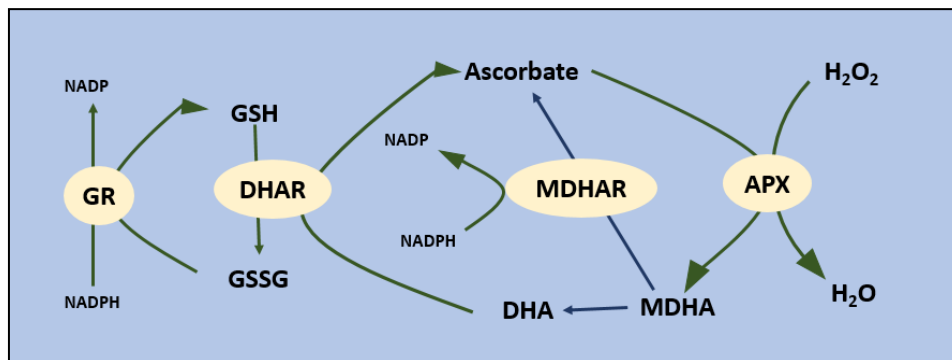 Ascorbate
H₂O₂
NADP
GSH
NADP
GR
DHAR
MDHAR
APX
NADPH
GSSG
NADPH
DHA
MDHA
H₂O